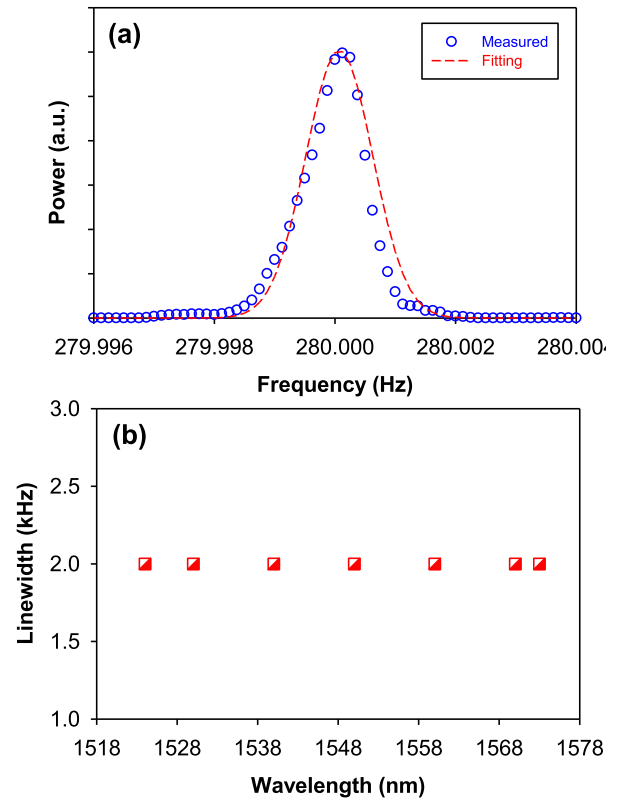 (a)
Measured
Fitting
Power (a.u.)
279.996 279.998 280.000 280.002 280.004
Frequency (Hz)
(b)
3.0
2.5
2.0
1.5
1.0
Linewidth (kHz)
1518 1528 1538 1548 1558 1568 1578
Wavelength (nm)